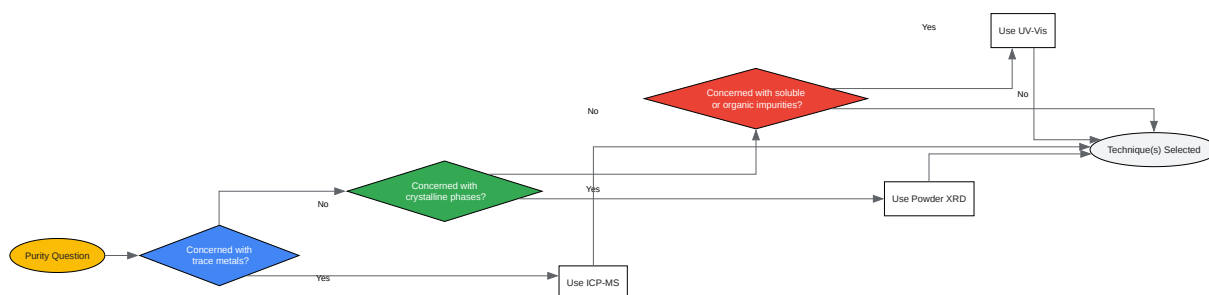 Yes
Use UV-Vis
Concerned with soluble
or organic impurities?
No
No
Technique(s) Selected
Concerned with
crystalline phases?
Yes
Use Powder XRD
No
Purity Question
Concerned with
trace metals?
Yes
Use ICP-MS